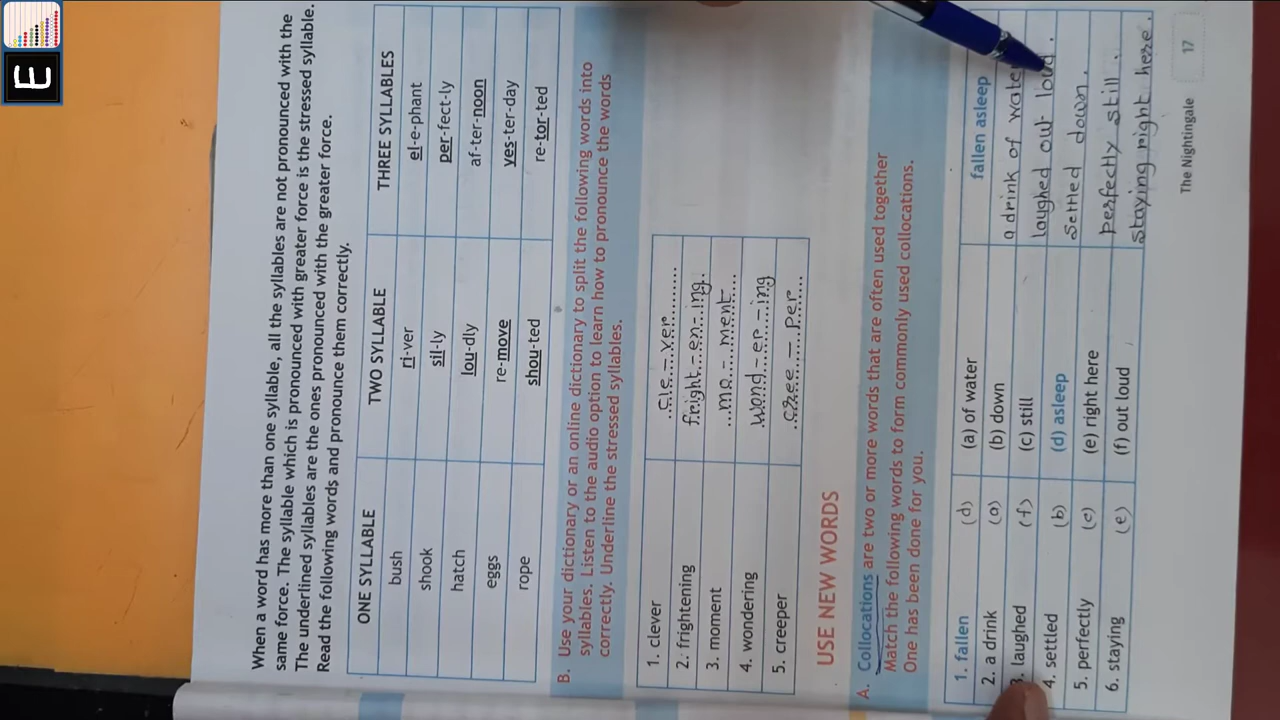 E
When a word has more than one syllable, all the syllables are not pronounced with the
same force. The syllable which is pronounced with greater force is the stressed syllable.
The underlined syllables are the ones pronounced with the greater force.
Read the following words and pronounce them correctly.
ONE SYLLABLE TWO SYLLABLE THREE SYLLABLES
bush ri-ver el-e-phant
shook sil-ly per-fect-ly
hatch lou-dly af-ter-noon
eggs re-move yes-ter-day
rope shou-ted re-tor-ted
B. Use your dictionary or an online dictionary to split the following words into
syllables. Listen to the audio option to learn how to pronounce the words
correctly. Underline the stressed syllables.
1. clever cle - ver
2. frightening fright - en - ing
3. moment mo - ment
4. wondering wond - er - ing
5. creeper cree - per
USE NEW WORDS
A. Collocations are two or more words that are often used together
Match the following words to form commonly used collocations.
One has been done for you.
1. fallen (d) (a) of water fallen asleep
2. a drink (a) (b) down a drink of water
3. laughed (f) (c) still laughed out loud.
4. settled (b) (d) asleep settled down.
5. perfectly (c) (e) right here perfectly still.
6. staying (e) (f) out loud staying right here.
The Nightingale 17